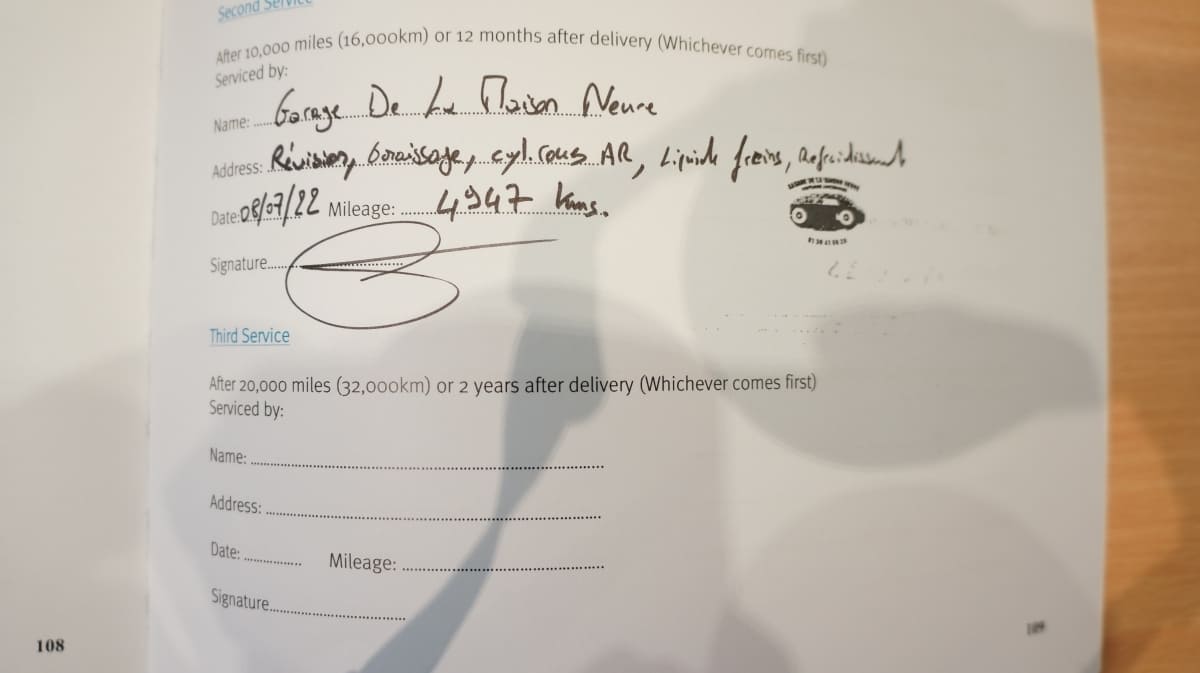 Second Service
After 10,000 miles (16,000km) or 12 months after delivery (Whichever comes first)
Serviced by:
Name: Garage De La Maison Neuve
Address: Révision, Graissage, cyl. roues AR, Liquide freins, Refroidissement
Date: 08/07/22 Mileage: 4947 kms.
Signature
Third Service
After 20,000 miles (32,000km) or 2 years after delivery (Whichever comes first)
Serviced by:
Name:
Address:
Date: Mileage:
Signature
108
109